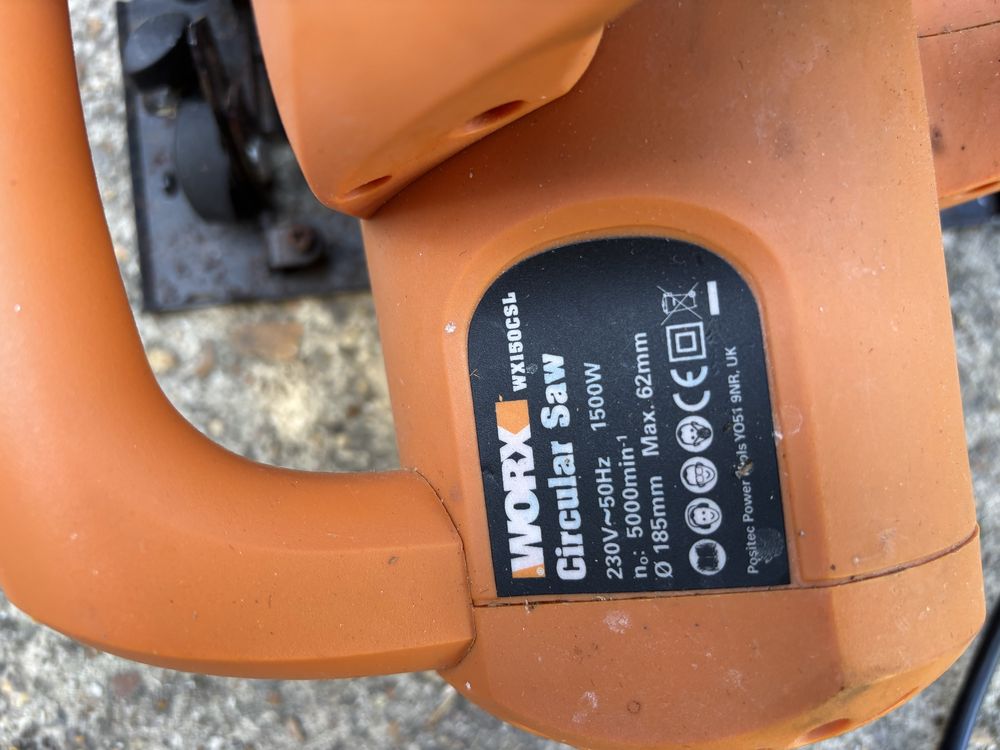 WORX WX150CSL
Circular Saw
230V~50Hz 1500W
n₀: 5000min⁻¹
Ø 185mm Max. 62mm
CE
Positec Power Tools YO51 9NR, UK